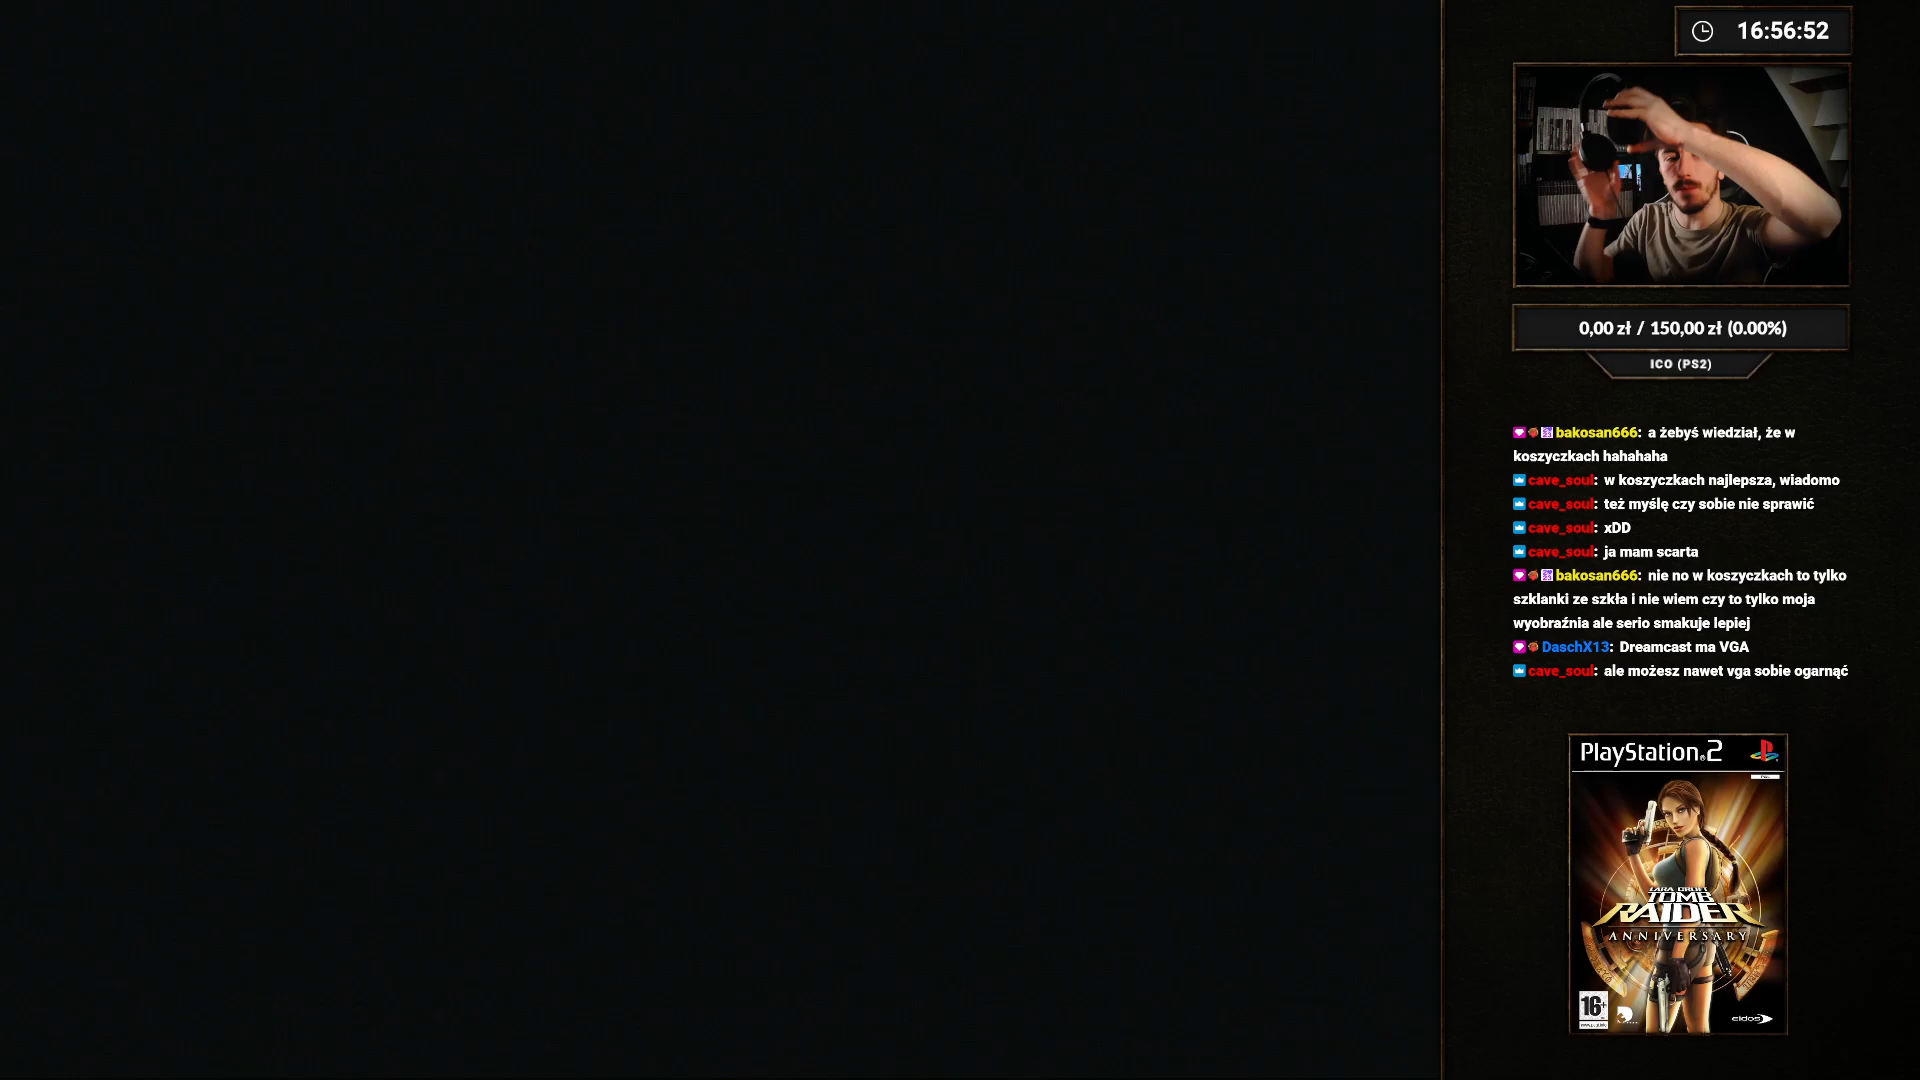 16:56:52
0,00 zł / 150,00 zł (0.00%)
ICO (PS2)
bakosan666: a żebyś wiedział, że w
koszyczkach hahahaha
cave_soul: w koszyczkach najlepsza, wiadomo
cave_soul: też myślę czy sobie nie sprawić
cave_soul: xDD
cave_soul: ja mam scarta
bakosan666: nie no w koszyczkach to tylko
szklanki ze szkła i nie wiem czy to tylko moja
wyobraźnia ale serio smakuje lepiej
DaschX13: Dreamcast ma VGA
cave_soul: ale możesz nawet vga sobie ogarnąć
PlayStation.2
LARA CROFT
TOMB
RAIDER
ANNIVERSARY
16+
eidos